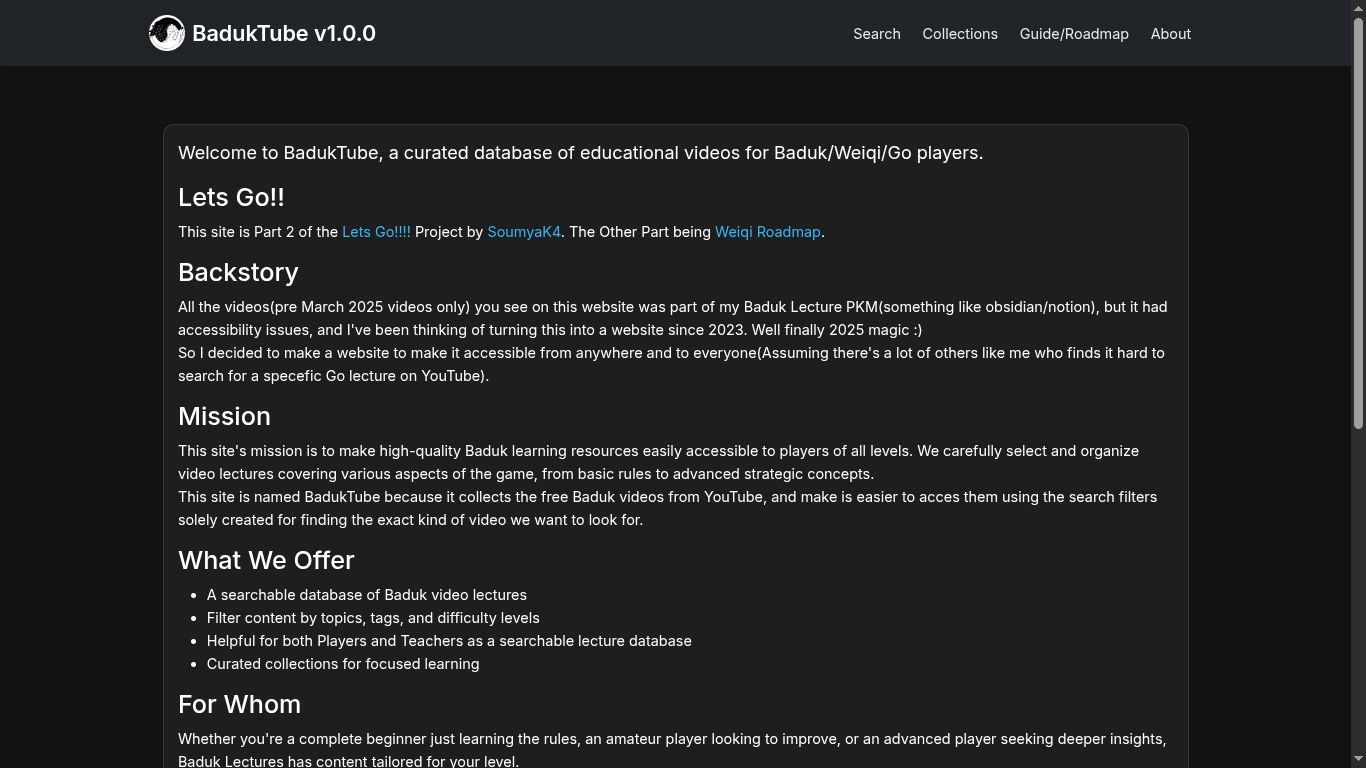 BadukTube v1.0.0
Search Collections Guide/Roadmap About
Welcome to BadukTube, a curated database of educational videos for Baduk/Weiqi/Go players.
Lets Go!!
This site is Part 2 of the Lets Go!!!! Project by SoumyaK4. The Other Part being Weiqi Roadmap.
Backstory
All the videos(pre March 2025 videos only) you see on this website was part of my Baduk Lecture PKM(something like obsidian/notion), but it had
accessibility issues, and I've been thinking of turning this into a website since 2023. Well finally 2025 magic :)
So I decided to make a website to make it accessible from anywhere and to everyone(Assuming there's a lot of others like me who finds it hard to
search for a specefic Go lecture on YouTube).
Mission
This site's mission is to make high-quality Baduk learning resources easily accessible to players of all levels. We carefully select and organize
video lectures covering various aspects of the game, from basic rules to advanced strategic concepts.
This site is named BadukTube because it collects the free Baduk videos from YouTube, and make is easier to acces them using the search filters
solely created for finding the exact kind of video we want to look for.
What We Offer
• A searchable database of Baduk video lectures
• Filter content by topics, tags, and difficulty levels
• Helpful for both Players and Teachers as a searchable lecture database
• Curated collections for focused learning
For Whom
Whether you're a complete beginner just learning the rules, an amateur player looking to improve, or an advanced player seeking deeper insights,
Baduk Lectures has content tailored for your level.